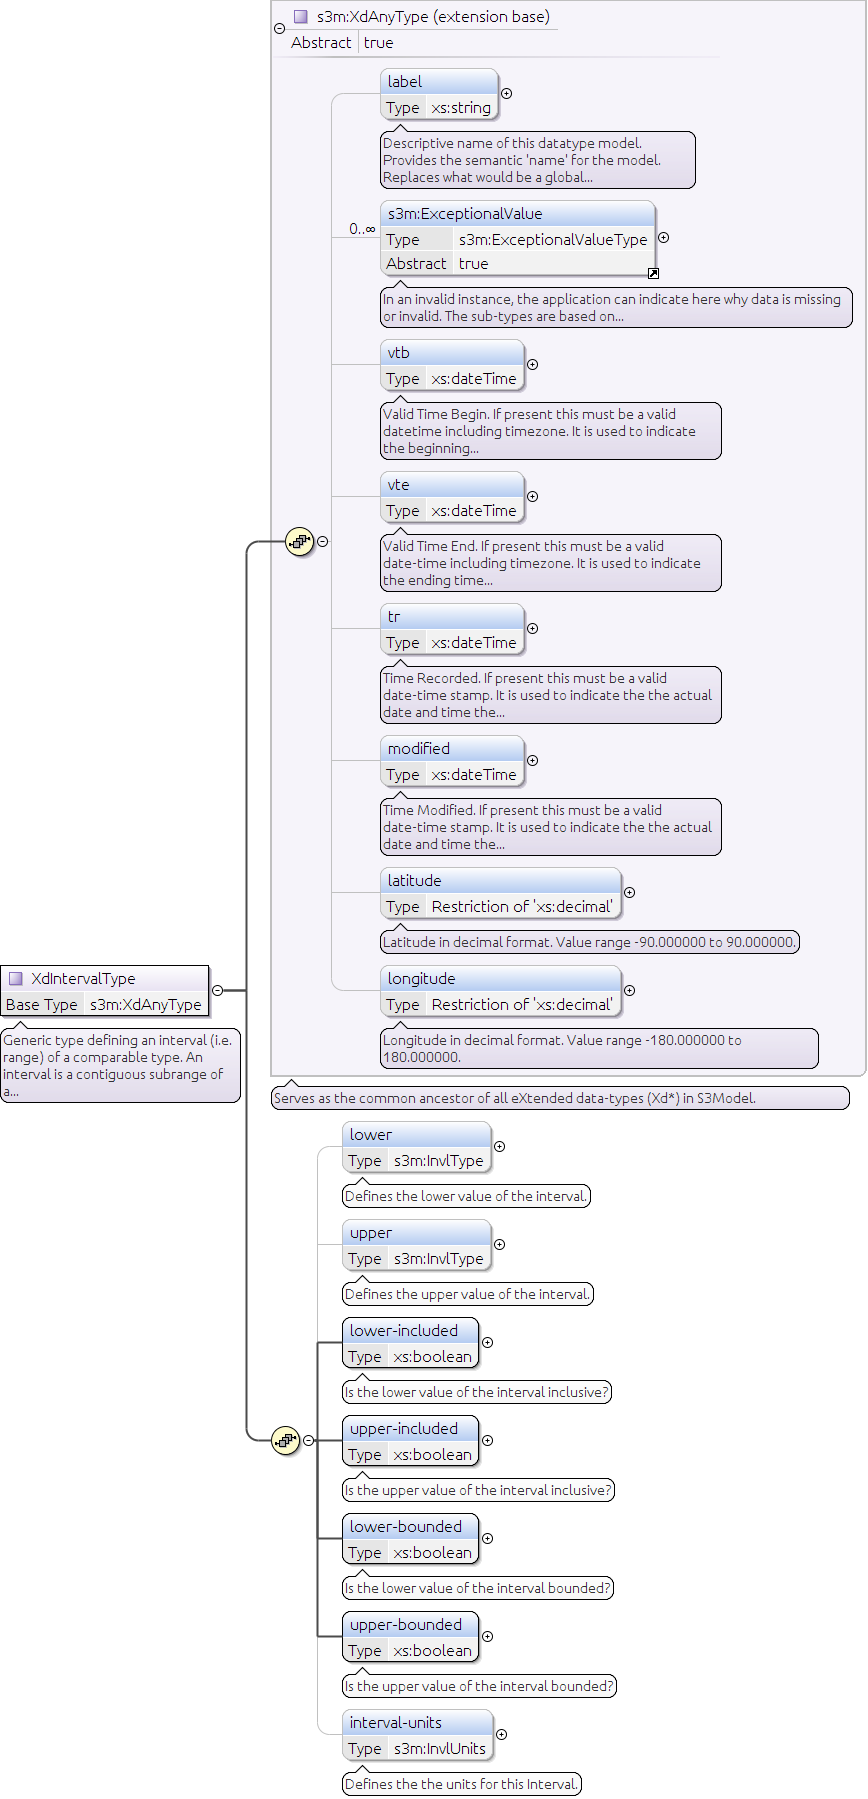 s3m:XdAnyType (extension base)
Abstract true
label
Type xs:string
Descriptive name of this datatype model.
Provides the semantic 'name' for the model.
Replaces what would be a global...
0..∞
s3m:ExceptionalValue
Type s3m:ExceptionalValueType
Abstract true
In an invalid instance, the application can indicate here why data is missing
or invalid. The sub-types are based on...
vtb
Type xs:dateTime
Valid Time Begin. If present this must be a valid
datetime including timezone. It is used to indicate
the beginning...
vte
Type xs:dateTime
Valid Time End. If present this must be a valid
date-time including timezone. It is used to indicate
the ending time...
tr
Type xs:dateTime
Time Recorded. If present this must be a valid
date-time stamp. It is used to indicate the the actual
date and time the...
modified
Type xs:dateTime
Time Modified. If present this must be a valid
date-time stamp. It is used to indicate the the actual
date and time the...
latitude
Type Restriction of 'xs:decimal'
Latitude in decimal format. Value range -90.000000 to 90.000000.
longitude
Type Restriction of 'xs:decimal'
Longitude in decimal format. Value range -180.000000 to
180.000000.
XdIntervalType
Base Type s3m:XdAnyType
Generic type defining an interval (i.e.
range) of a comparable type. An
interval is a contiguous subrange of
a...
Serves as the common ancestor of all eXtended data-types (Xd*) in S3Model.
lower
Type s3m:InvlType
Defines the lower value of the interval.
upper
Type s3m:InvlType
Defines the upper value of the interval.
lower-included
Type xs:boolean
Is the lower value of the interval inclusive?
upper-included
Type xs:boolean
Is the upper value of the interval inclusive?
lower-bounded
Type xs:boolean
Is the lower value of the interval bounded?
upper-bounded
Type xs:boolean
Is the upper value of the interval bounded?
interval-units
Type s3m:InvlUnits
Defines the the units for this Interval.